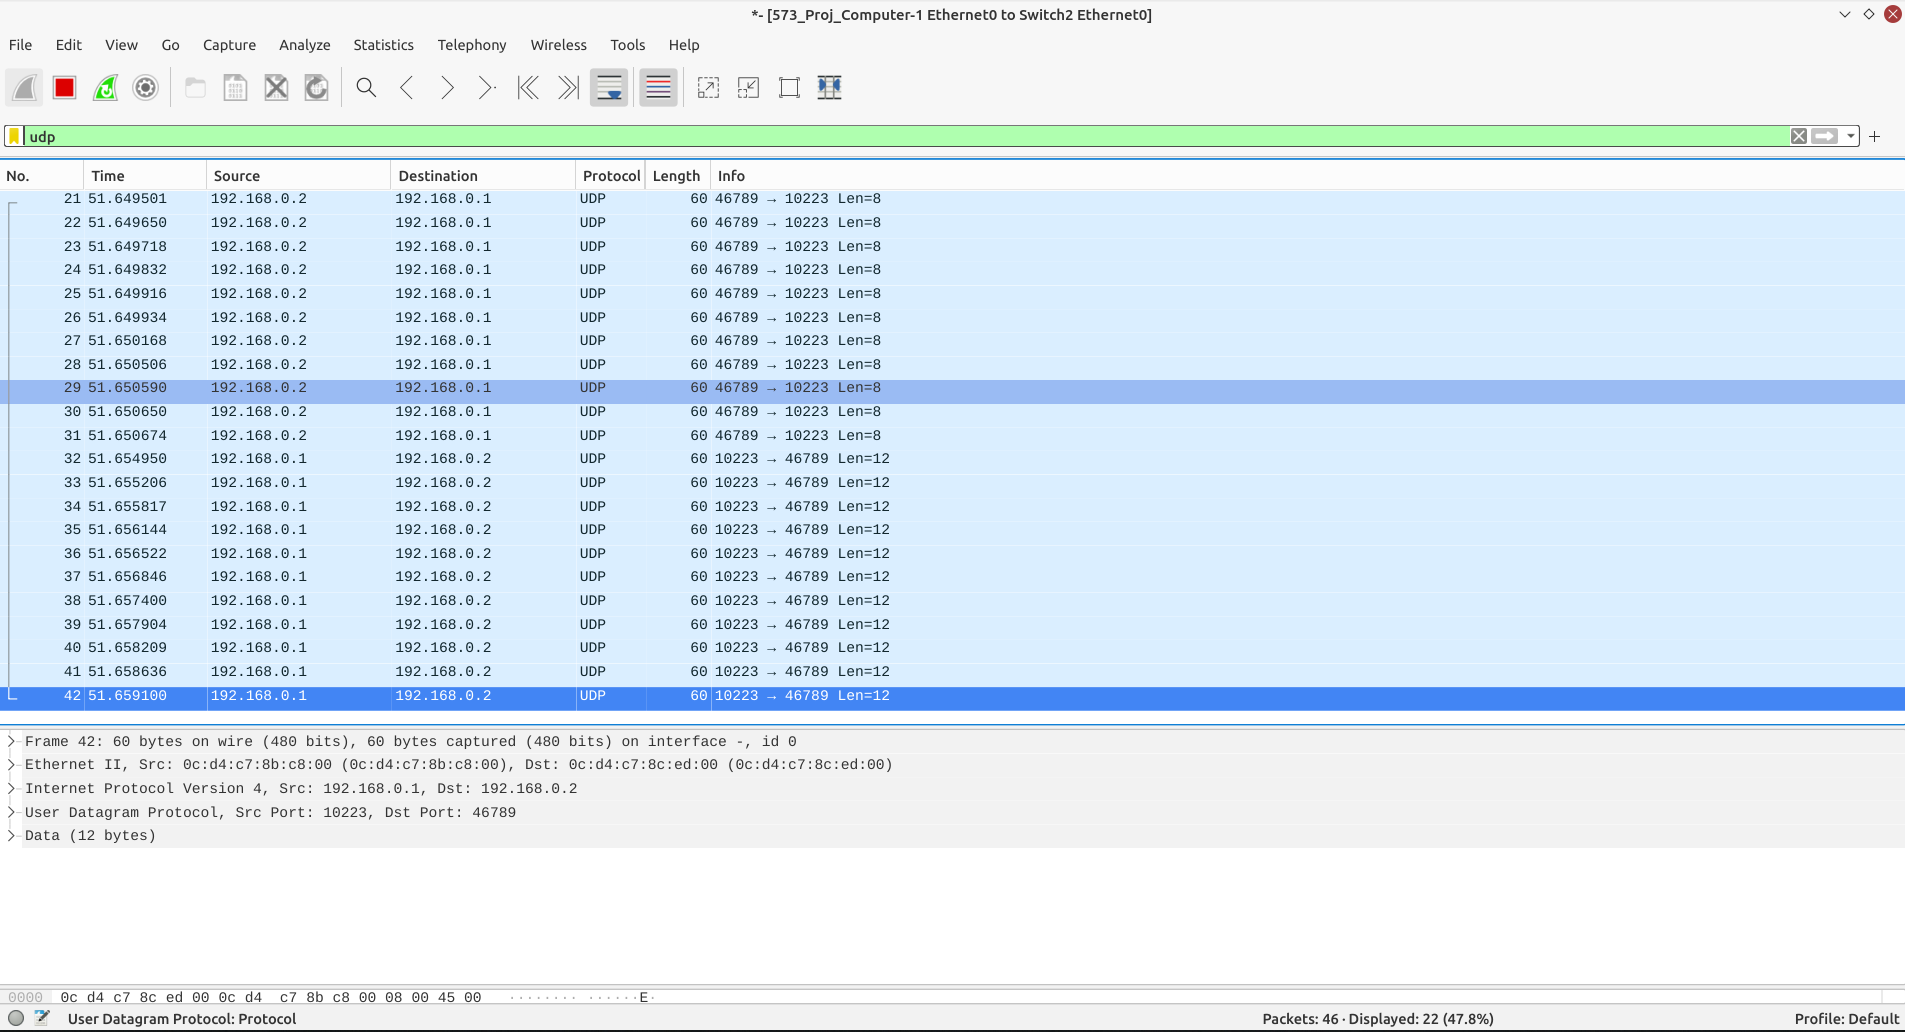 *- [573_Proj_Computer-1 Ethernet0 to Switch2 Ethernet0]
File Edit View Go Capture Analyze Statistics Telephony Wireless Tools Help
udp
No. Time Source Destination Protocol Length Info
21 51.649501 192.168.0.2 192.168.0.1 UDP 60 46789 → 10223 Len=8
22 51.649650 192.168.0.2 192.168.0.1 UDP 60 46789 → 10223 Len=8
23 51.649718 192.168.0.2 192.168.0.1 UDP 60 46789 → 10223 Len=8
24 51.649832 192.168.0.2 192.168.0.1 UDP 60 46789 → 10223 Len=8
25 51.649916 192.168.0.2 192.168.0.1 UDP 60 46789 → 10223 Len=8
26 51.649934 192.168.0.2 192.168.0.1 UDP 60 46789 → 10223 Len=8
27 51.650168 192.168.0.2 192.168.0.1 UDP 60 46789 → 10223 Len=8
28 51.650506 192.168.0.2 192.168.0.1 UDP 60 46789 → 10223 Len=8
29 51.650590 192.168.0.2 192.168.0.1 UDP 60 46789 → 10223 Len=8
30 51.650650 192.168.0.2 192.168.0.1 UDP 60 46789 → 10223 Len=8
31 51.650674 192.168.0.2 192.168.0.1 UDP 60 46789 → 10223 Len=8
32 51.654950 192.168.0.1 192.168.0.2 UDP 60 10223 → 46789 Len=12
33 51.655206 192.168.0.1 192.168.0.2 UDP 60 10223 → 46789 Len=12
34 51.655817 192.168.0.1 192.168.0.2 UDP 60 10223 → 46789 Len=12
35 51.656144 192.168.0.1 192.168.0.2 UDP 60 10223 → 46789 Len=12
36 51.656522 192.168.0.1 192.168.0.2 UDP 60 10223 → 46789 Len=12
37 51.656846 192.168.0.1 192.168.0.2 UDP 60 10223 → 46789 Len=12
38 51.657400 192.168.0.1 192.168.0.2 UDP 60 10223 → 46789 Len=12
39 51.657904 192.168.0.1 192.168.0.2 UDP 60 10223 → 46789 Len=12
40 51.658209 192.168.0.1 192.168.0.2 UDP 60 10223 → 46789 Len=12
41 51.658636 192.168.0.1 192.168.0.2 UDP 60 10223 → 46789 Len=12
42 51.659100 192.168.0.1 192.168.0.2 UDP 60 10223 → 46789 Len=12
Frame 42: 60 bytes on wire (480 bits), 60 bytes captured (480 bits) on interface -, id 0
Ethernet II, Src: 0c:d4:c7:8b:c8:00 (0c:d4:c7:8b:c8:00), Dst: 0c:d4:c7:8c:ed:00 (0c:d4:c7:8c:ed:00)
Internet Protocol Version 4, Src: 192.168.0.1, Dst: 192.168.0.2
User Datagram Protocol, Src Port: 10223, Dst Port: 46789
Data (12 bytes)
0000 0c d4 c7 8c ed 00 0c d4 c7 8b c8 00 08 00 45 00 ········ ······E·
User Datagram Protocol: Protocol Packets: 46 · Displayed: 22 (47.8%) Profile: Default